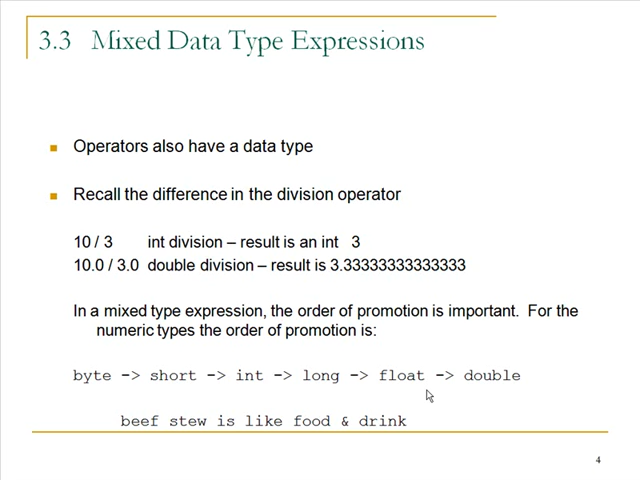 3.3 Mixed Data Type Expressions
Operators also have a data type
Recall the difference in the division operator
10 / 3 int division – result is an int 3
10.0 / 3.0 double division – result is 3.33333333333333
In a mixed type expression, the order of promotion is important. For the
numeric types the order of promotion is:
byte -> short -> int -> long -> float -> double
beef stew is like food & drink
4